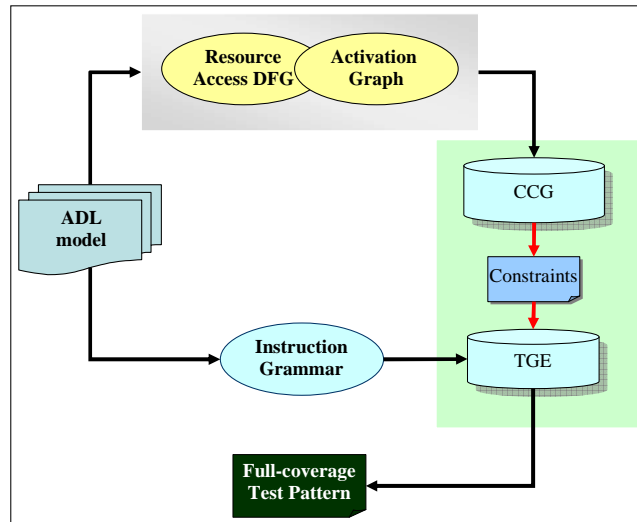 Resource
Access DFG
Activation
Graph
ADL
model
CCG
Constraints
Instruction
Grammar
TGE
Full-coverage
Test Pattern